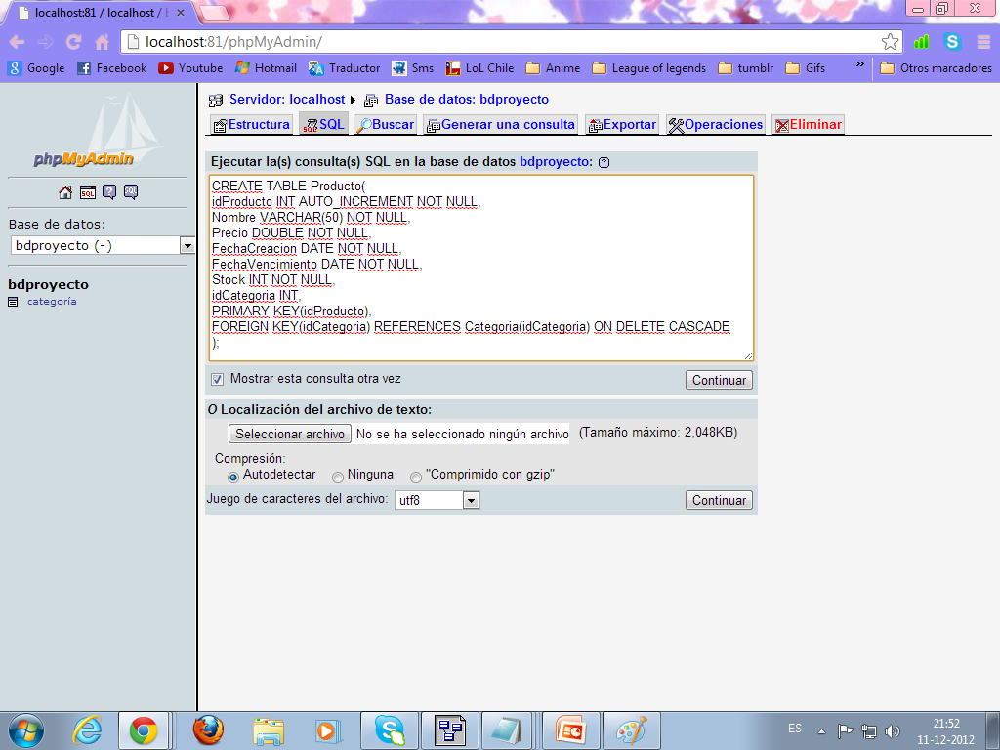 localhost:81 / localhost /
localhost:81/phpMyAdmin/
Google Facebook Youtube Hotmail Traductor Sms LoL Chile Anime League of legends tumblr Gifs » Otros marcadores
phpMyAdmin
SQL
Base de datos:
bdproyecto (-)
bdproyecto
categoría
Servidor: localhost Base de datos: bdproyecto
Estructura SQL Buscar Generar una consulta Exportar Operaciones Eliminar
Ejecutar la(s) consulta(s) SQL en la base de datos bdproyecto:
CREATE TABLE Producto(
idProducto INT AUTO_INCREMENT NOT NULL,
Nombre VARCHAR(50) NOT NULL,
Precio DOUBLE NOT NULL,
FechaCreacion DATE NOT NULL,
FechaVencimiento DATE NOT NULL,
Stock INT NOT NULL,
idCategoria INT,
PRIMARY KEY(idProducto),
FOREIGN KEY(idCategoria) REFERENCES Categoria(idCategoria) ON DELETE CASCADE
);
Mostrar esta consulta otra vez Continuar
O Localización del archivo de texto:
Seleccionar archivo No se ha seleccionado ningún archivo (Tamaño máximo: 2,048KB)
Compresión:
Autodetectar Ninguna "Comprimido con gzip"
Juego de caracteres del archivo: utf8 Continuar
ES 21:52
11-12-2012